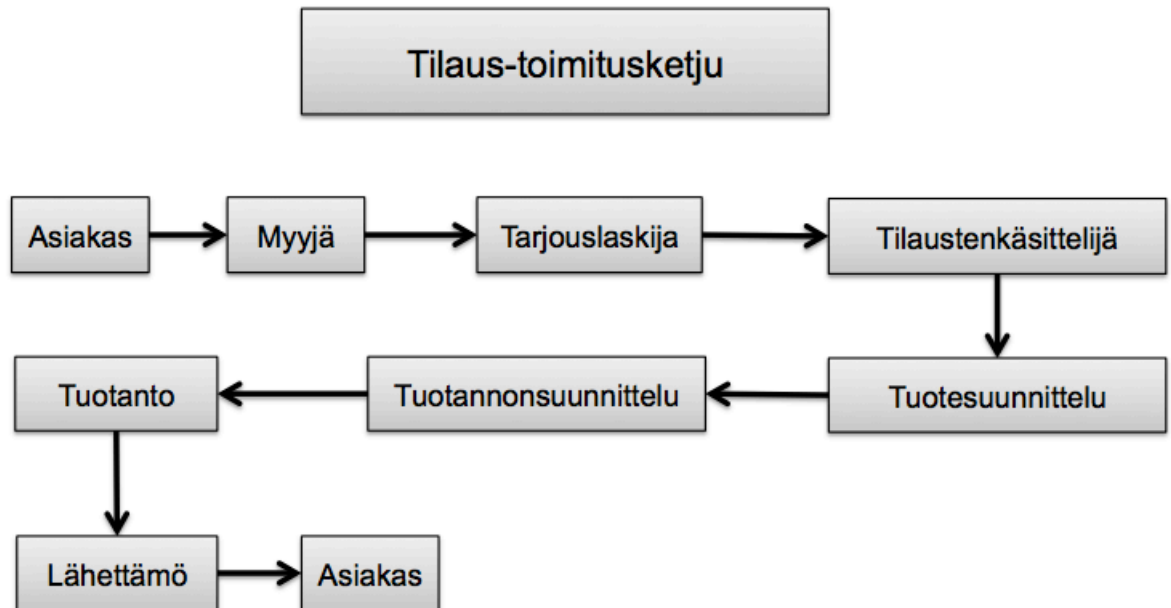 Tilaus-toimitusketju
Asiakas
Myyjä
Tarjouslaskija
Tilaustenkäsittelijä
Tuotesuunnittelu
Tuotannonsuunnittelu
Tuotanto
Lähettämö
Asiakas